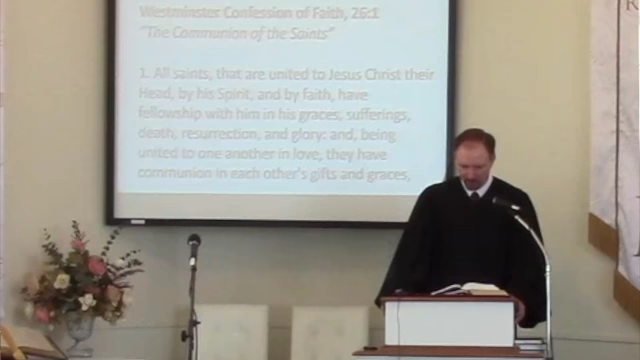 Westminster Confession of Faith, 26:1
"The Communion of the Saints"
1. All saints, that are united to Jesus Christ their
Head, by his Spirit, and by faith, have
fellowship with him in his graces, sufferings,
death, resurrection, and glory: and, being
united to one another in love, they have
communion in each other's gifts and graces,